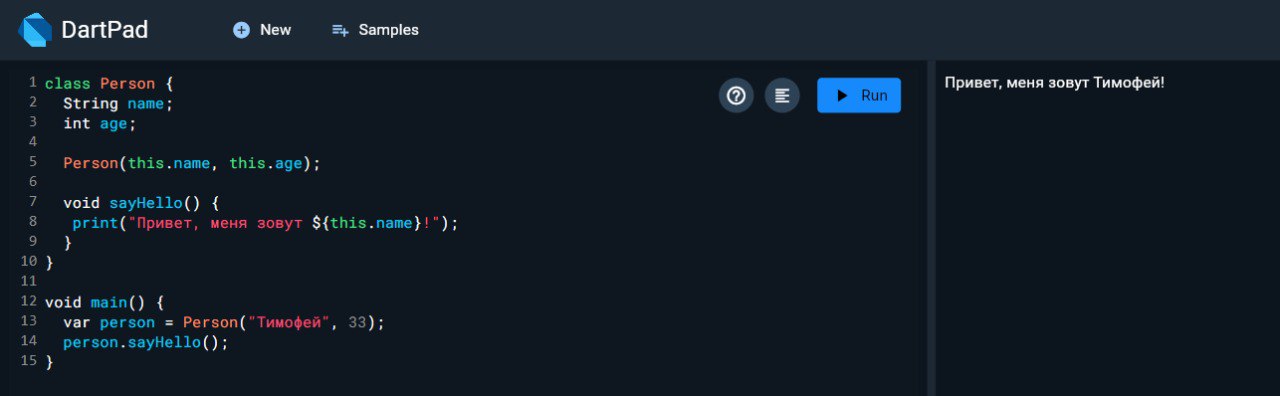 DartPad
New
Samples
1 class Person {
2   String name;
3   int age;
4
5   Person(this.name, this.age);
6
7   void sayHello() {
8    print("Привет, меня зовут ${this.name}!");
9   }
10 }
11
12 void main() {
13   var person = Person("Тимофей", 33);
14   person.sayHello();
15 }
Run
Привет, меня зовут Тимофей!